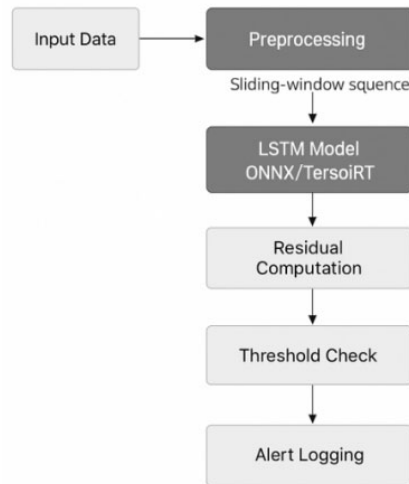 Input Data
Preprocessing
Sliding-window squence
LSTM Model
ONNX/TersoiRT
Residual
Computation
Threshold Check
Alert Logging